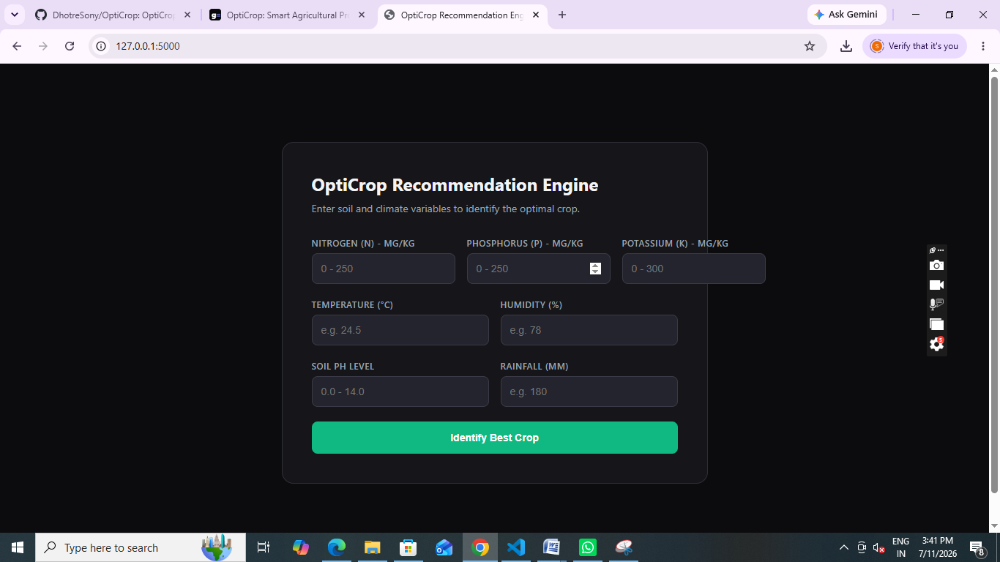 DhotreSony/OptiCrop: OptiCrop
OptiCrop: Smart Agricultural Pro
OptiCrop Recommendation Eng
Ask Gemini
127.0.0.1:5000
Verify that it's you
OptiCrop Recommendation Engine
Enter soil and climate variables to identify the optimal crop.
NITROGEN (N) - MG/KG PHOSPHORUS (P) - MG/KG POTASSIUM (K) - MG/KG
0 - 250 0 - 250 0 - 300
TEMPERATURE (°C) HUMIDITY (%)
e.g. 24.5 e.g. 78
SOIL PH LEVEL RAINFALL (MM)
0.0 - 14.0 e.g. 180
Identify Best Crop
5
Type here to search
ENG
IN
3:41 PM
7/11/2026
8